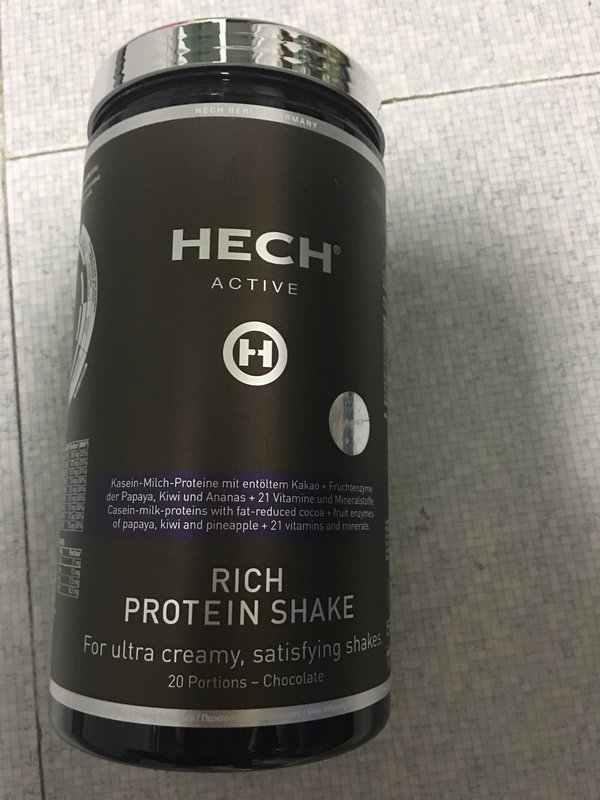 HECH BERLIN GERMANY
HECH®
ACTIVE
H
Kasein-Milch-Proteine mit entöltem Kakao + Fruchtenzyme
der Papaya, Kiwi und Ananas + 21 Vitamine und Mineralstoffe.
Casein-milk-proteins with fat-reduced cocoa + fruit enzymes
of papaya, kiwi and pineapple + 21 vitamins and minerals.
RICH
PROTEIN SHAKE
For ultra creamy, satisfying shakes.
20 Portions – Chocolate